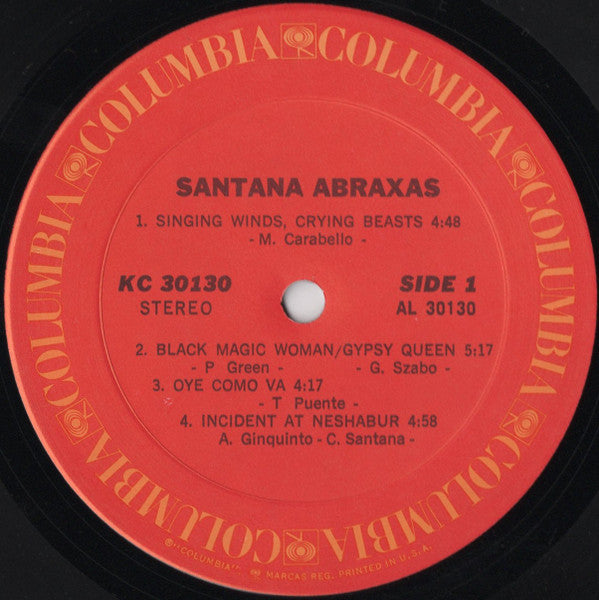 COLUMBIA COLUMBIA COLUMBIA COLUMBIA COLUMBIA COLUMBIA
SANTANA ABRAXAS
1. SINGING WINDS, CRYING BEASTS 4:48
- M. Carabello -
KC 30130 SIDE 1
STEREO AL 30130
2. BLACK MAGIC WOMAN/GYPSY QUEEN 5:17
- P Green - - G. Szabo -
3. OYE COMO VA 4:17
- T Puente -
4. INCIDENT AT NESHABUR 4:58
A. Ginquinto - C. Santana -
"COLUMBIA" MARCAS REG. PRINTED IN U.S.A.